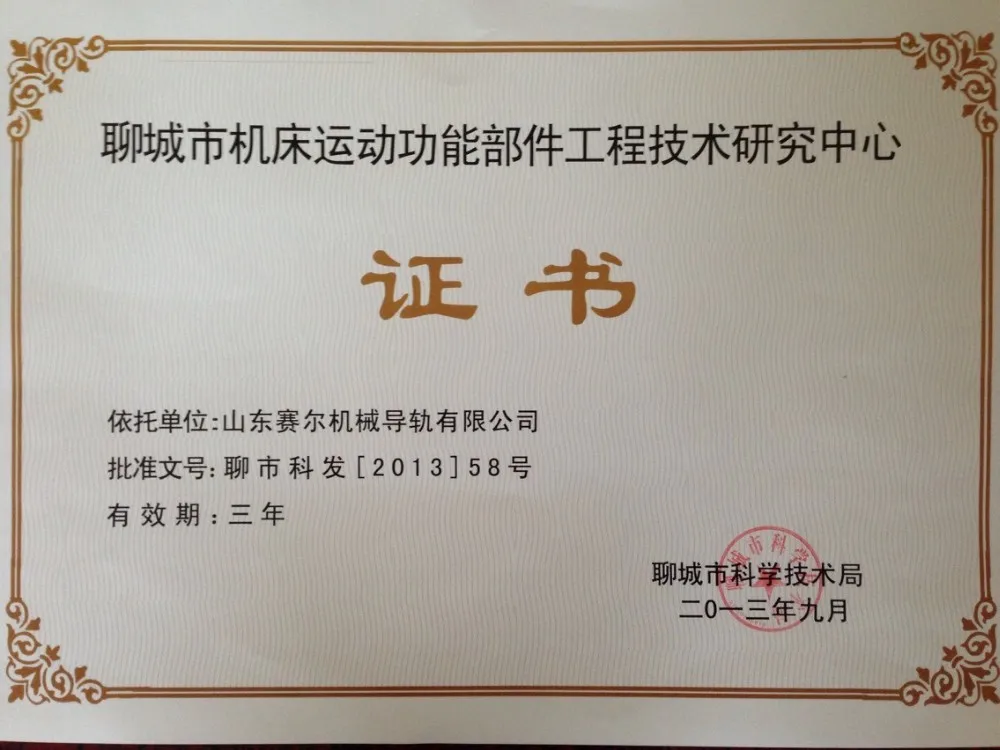 聊城市机床运动功能部件工程技术研究中心
证书
依托单位:山东赛尔机械导轨有限公司
批准文号:聊市科发[2013]58号
有效期:三年
聊城市科学技术局
二0一三年九月